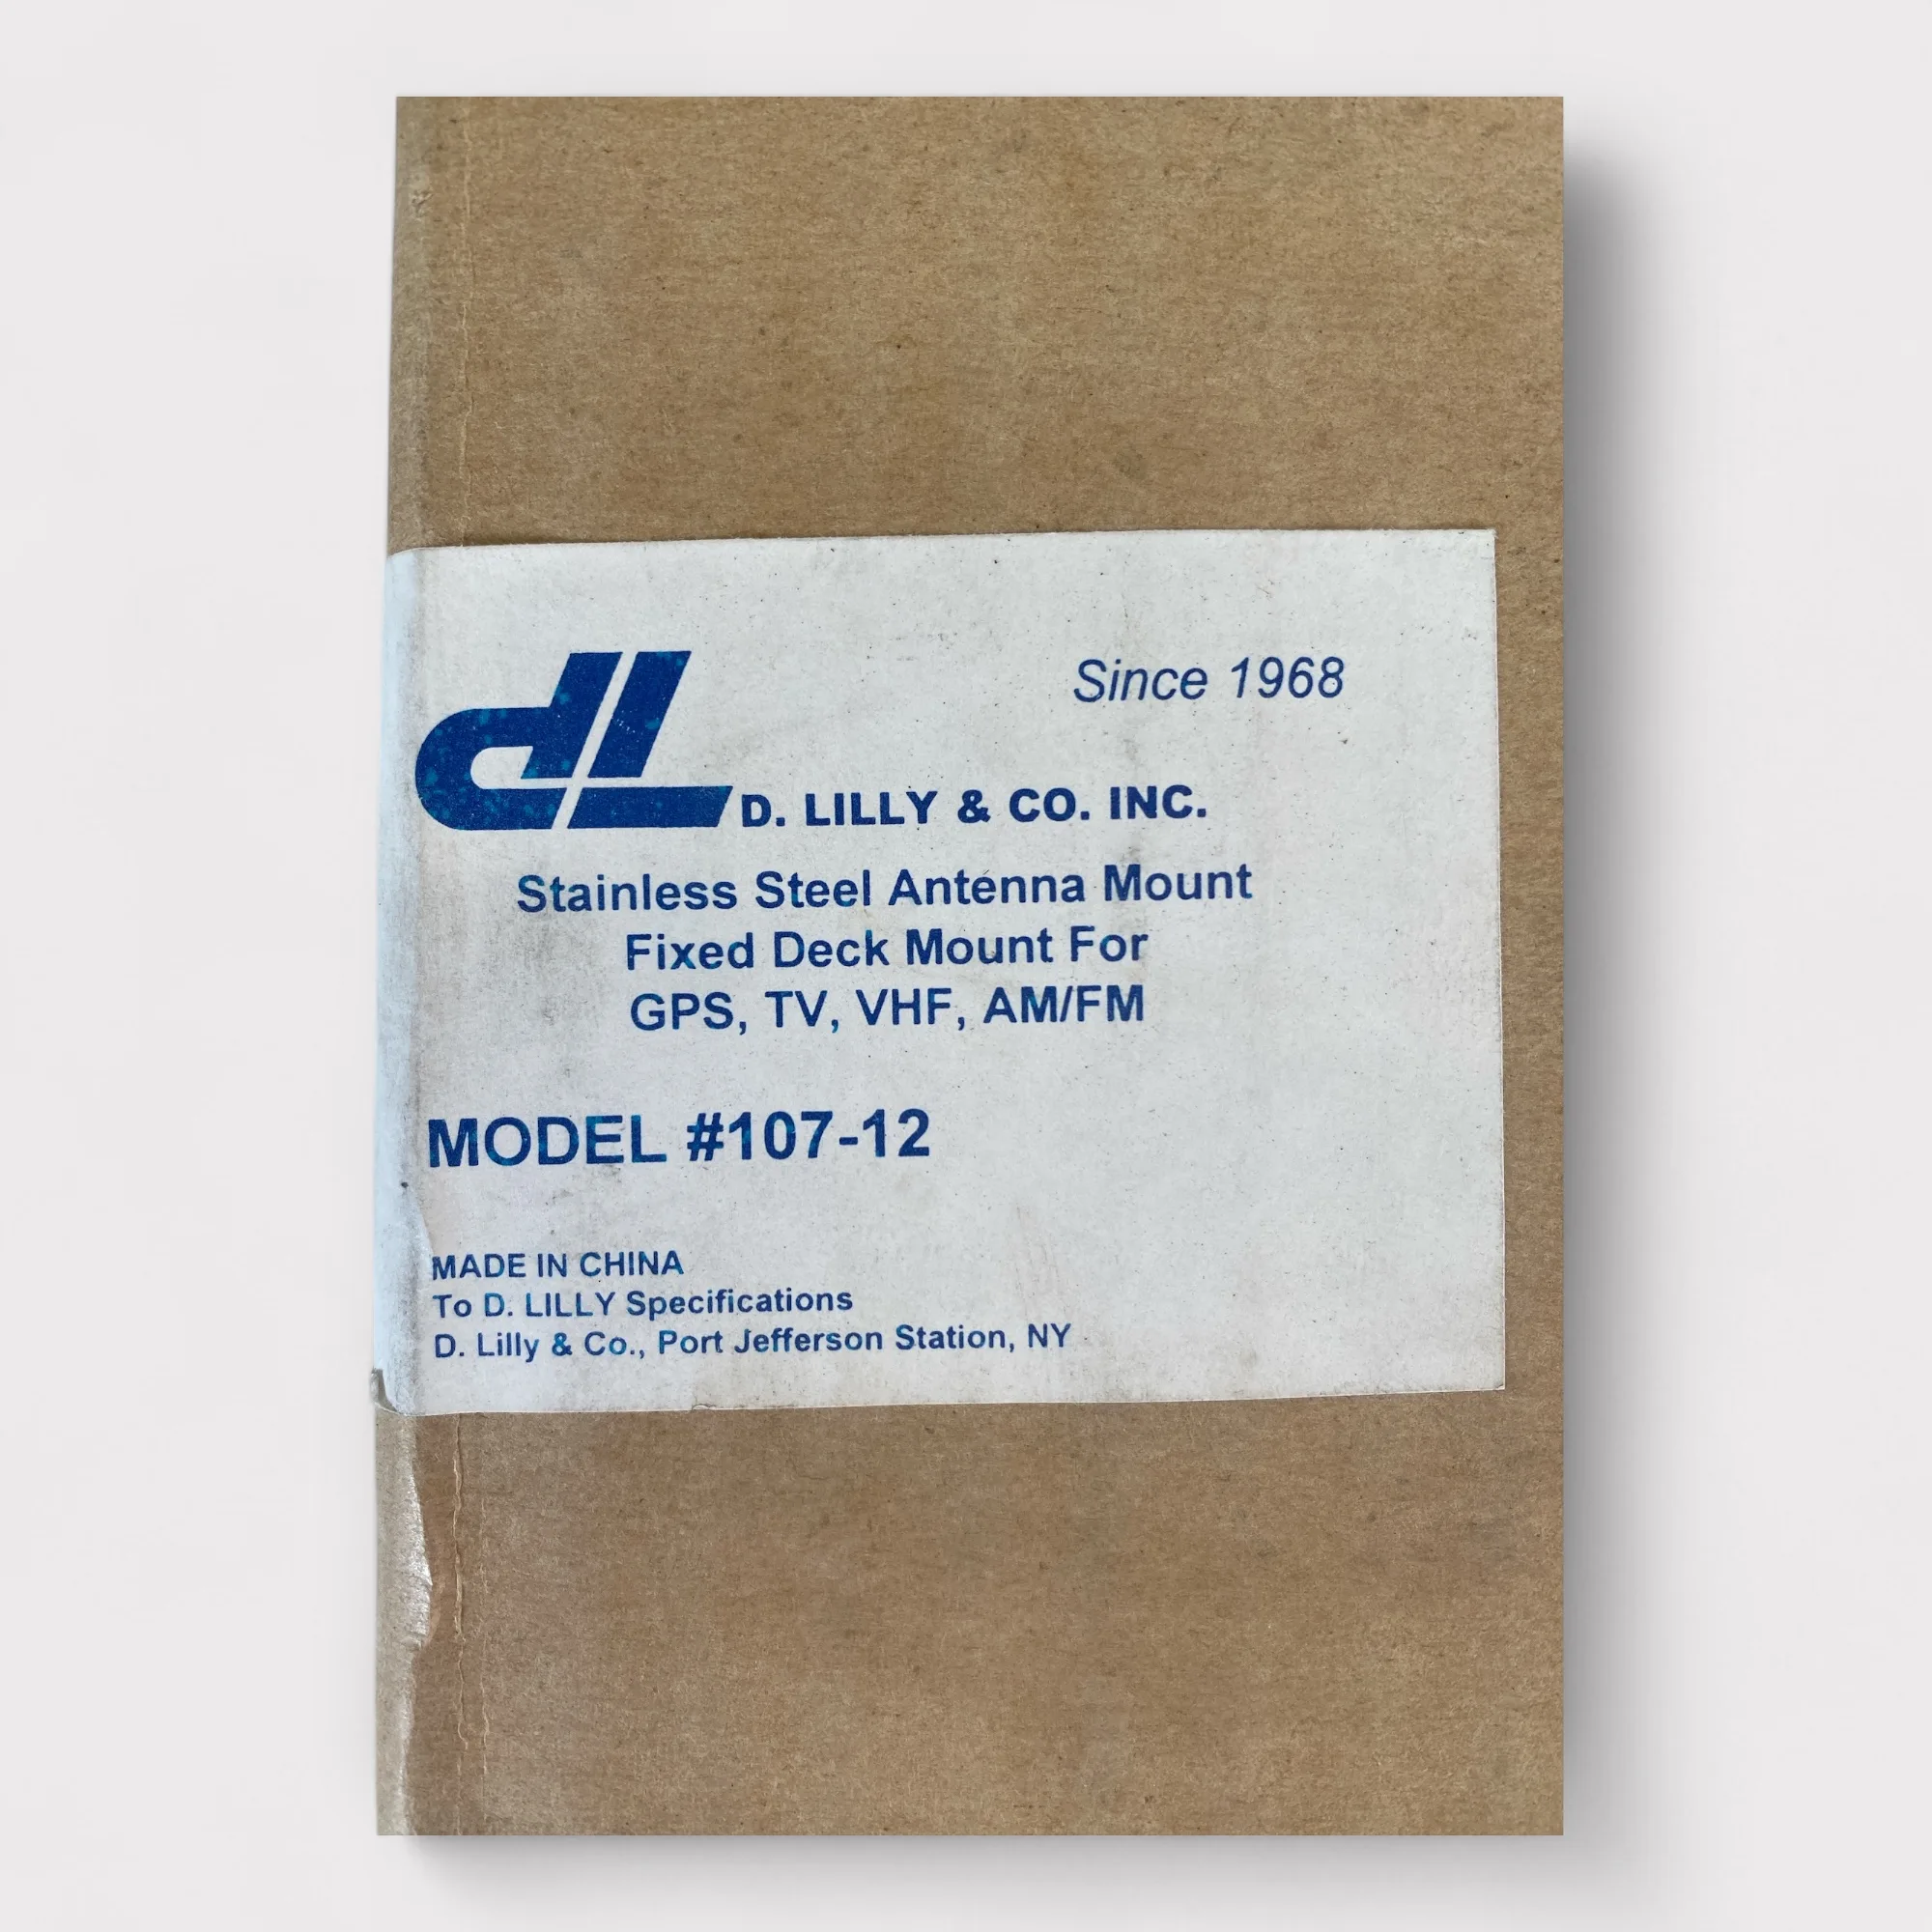 Since 1968
dL D. LILLY & CO. INC.
Stainless Steel Antenna Mount
Fixed Deck Mount For
GPS, TV, VHF, AM/FM
MODEL #107-12
MADE IN CHINA
To D. LILLY Specifications
D. Lilly & Co., Port Jefferson Station, NY